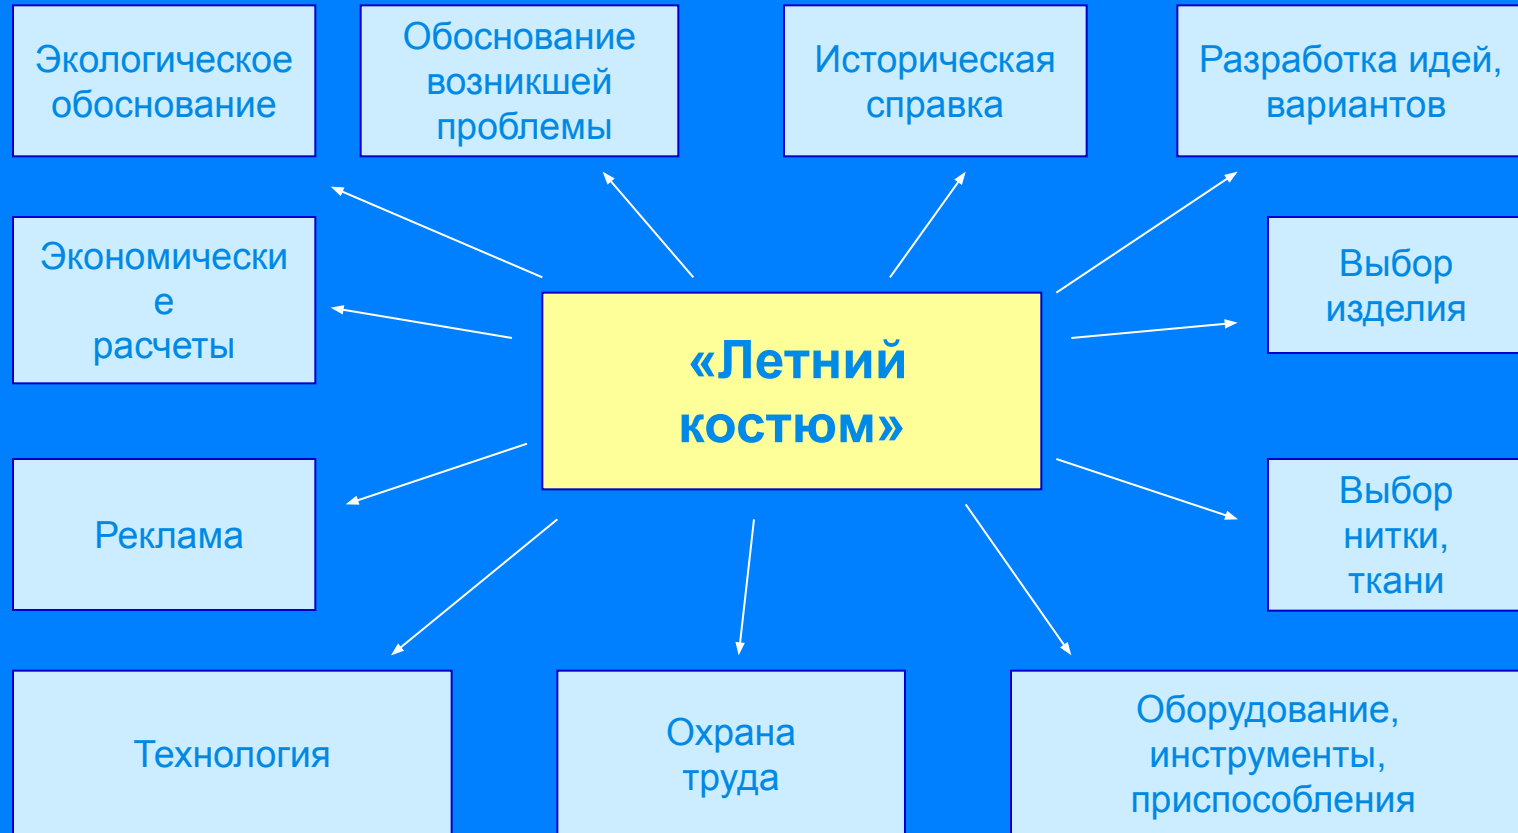 Экологическое
обоснование
Обоснование
возникшей
проблемы
Историческая
справка
Разработка идей,
вариантов
Экономически
е
расчеты
Выбор
изделия
«Летний
костюм»
Реклама
Выбор
нитки,
ткани
Технология
Охрана
труда
Оборудование,
инструменты,
приспособления